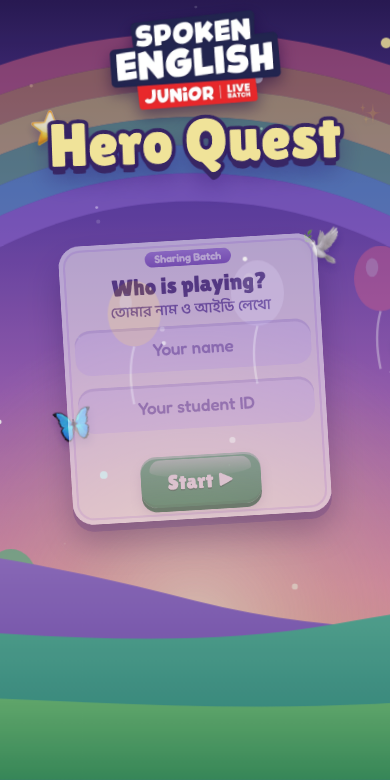 SPOKEN
ENGLISH
JUNiOR LIVE BATCH
Hero Quest
Sharing Batch
Who is playing?
তোমার নাম ও আইডি লেখো
Your name
Your student ID
Start ▶